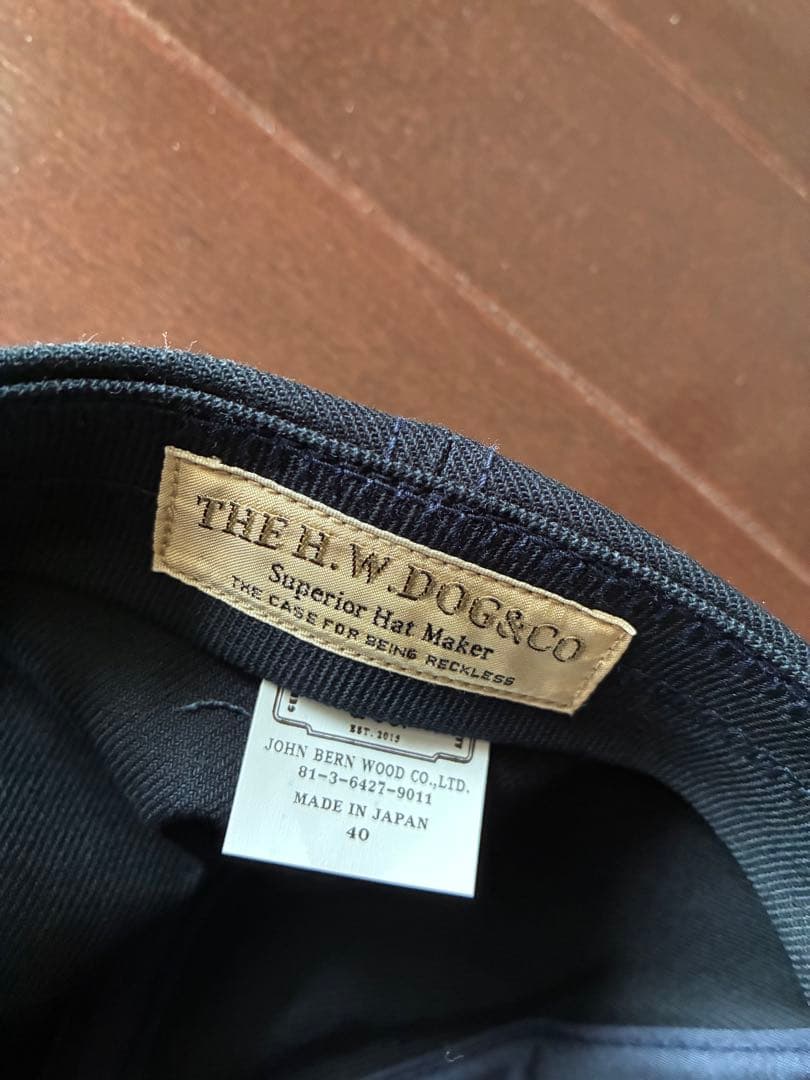 THE H.W.DOG&CO
Superior Hat Maker
THE CASE FOR BEING RECKLESS
EST. 2015
JOHN BERN WOOD CO.,LTD.
81-3-6427-9011
MADE IN JAPAN
40